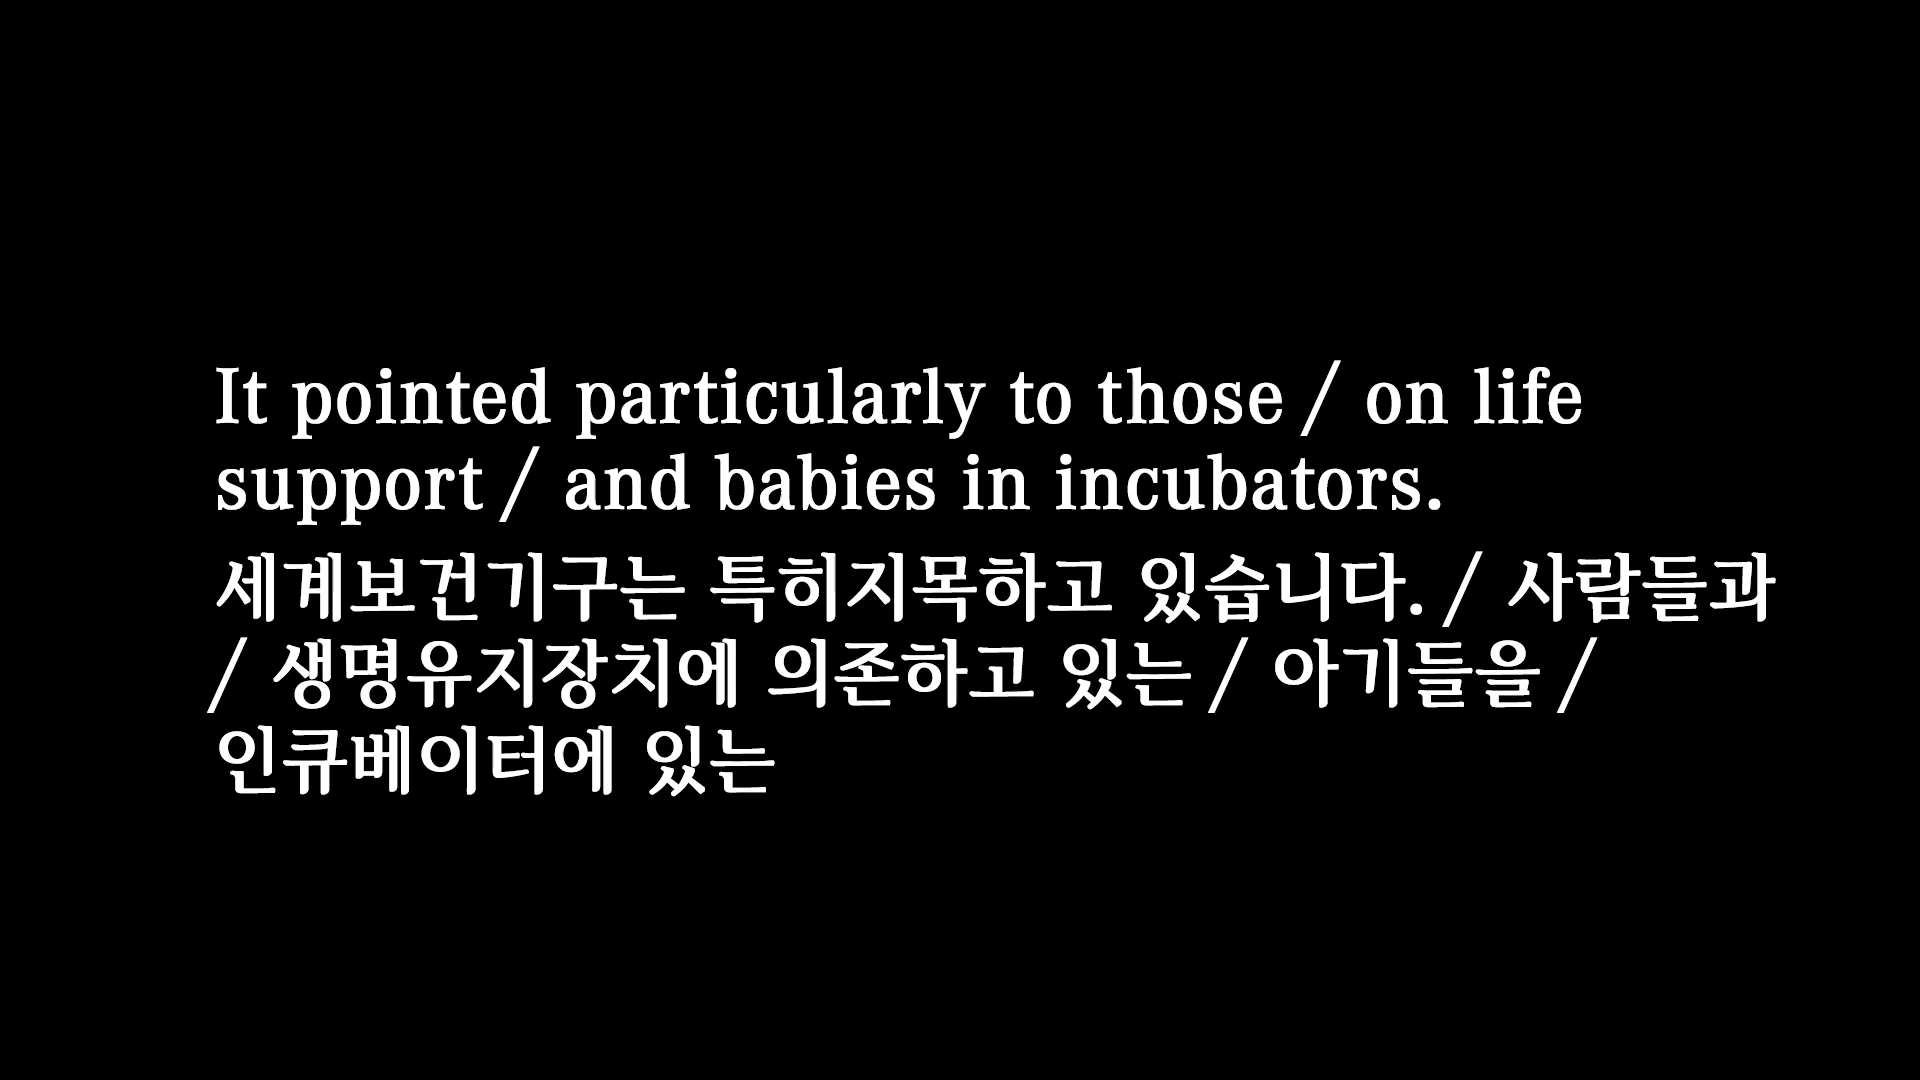 It pointed particularly to those / on life
support / and babies in incubators.
세계보건기구는 특히지목하고 있습니다. / 사람들과
/ 생명유지장치에 의존하고 있는 / 아기들을 /
인큐베이터에 있는